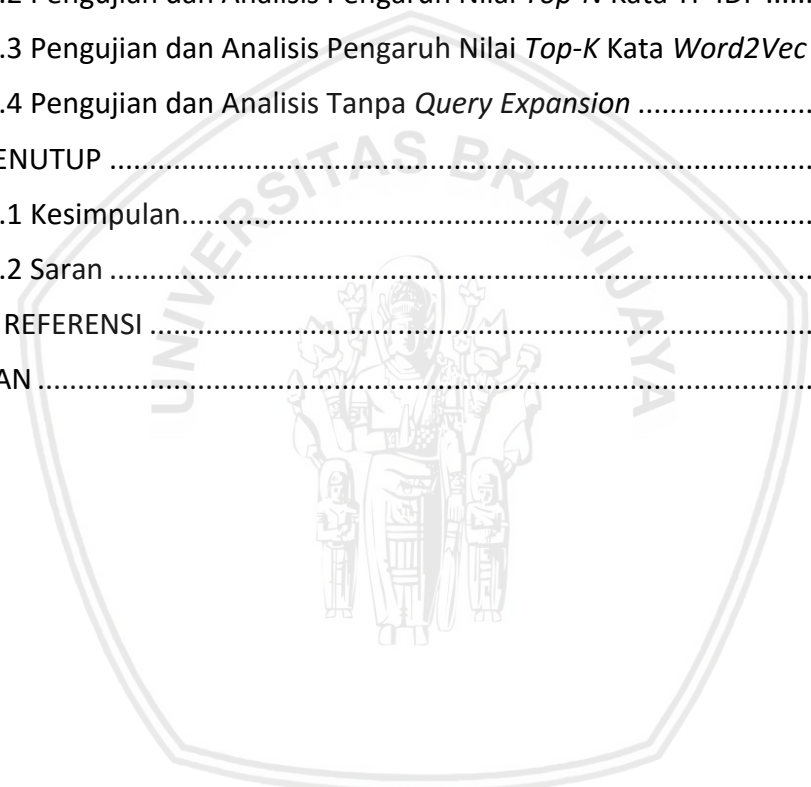 .2 Pengujian dan Analisis Pengaruh Nilai Top-N Kata TF-IDF ......
.3 Pengujian dan Analisis Pengaruh Nilai Top-K Kata Word2Vec
.4 Pengujian dan Analisis Tanpa Query Expansion ..........................
ENUTUP ..........................................................................................
.1 Kesimpulan................................................................................
.2 Saran .........................................................................................
REFERENSI .....................................................................................
AN ..................................................................................................
UNIVERSITAS BRAWIJAYA